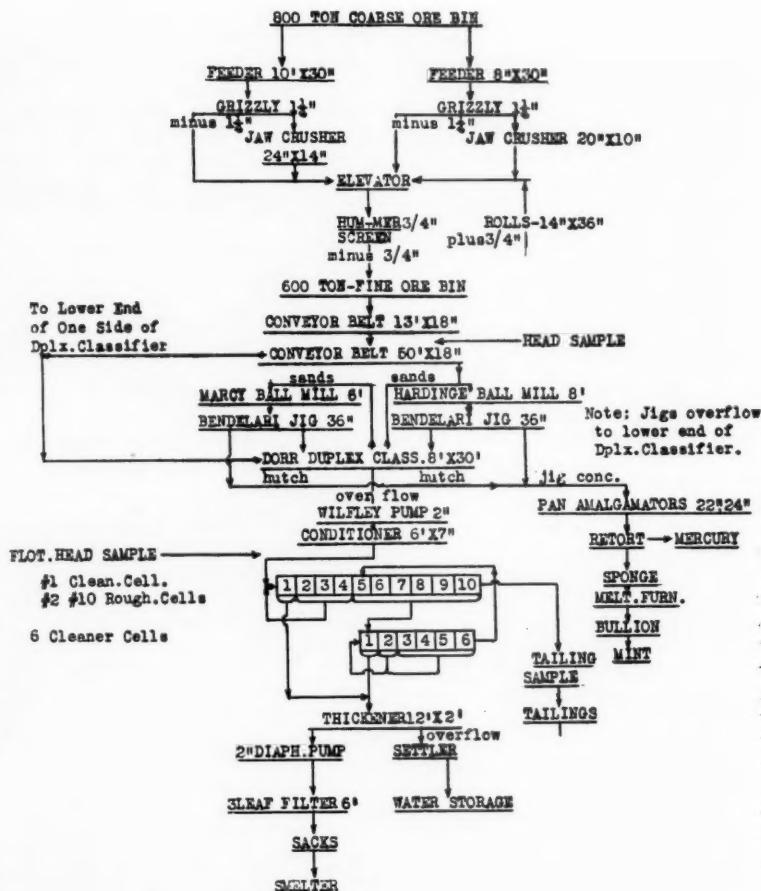 800 TON COARSE ORE BIN
FEEDER 10'X30"
FEEDER 8"X30"
GRIZZLY 1¼"
GRIZZLY 1¼"
minus 1¼"
minus 1¼"
JAW CRUSHER
24"X14"
JAW CRUSHER 20"X10"
ELEVATOR
HUM-MER 3/4"
SCREEN
ROLLS-14"X36"
plus3/4"
minus 3/4"
600 TON-FINE ORE BIN
To Lower End
of One Side of
Dplx.Classifier
CONVEYOR BELT 13'X18"
HEAD SAMPLE
CONVEYOR BELT 50'X18"
sands
sands
MARCY BALL MILL 6'
HARDINGE BALL MILL 8'
BENDELARI JIG 36"
BENDELARI JIG 36"
Note: Jigs overflow
to lower end of
Dplx.Classifier.
DORR DUPLEX CLASS.8'X30'
hutch
hutch
jig conc.
over flow
WILFLEY PUMP 2"
PAN AMALGAMATORS 22"24"
CONDITIONER 6'X7"
RETORT
MERCURY
FLOT.HEAD SAMPLE
#1 Clean.Cell.
#2 #10 Rough.Cells
1 2 3 4 5 6 7 8 9 10
SPONGE
MELT.FURN.
BULLION
MINT
6 Cleaner Cells
1 2 3 4 5 6
TAILING
SAMPLE
TAILINGS
THICKENER12'X2'
overflow
2"DIAPH.PUMP
SETTLER
3LEAF FILTER 6'
WATER STORAGE
SACKS
SMELTER